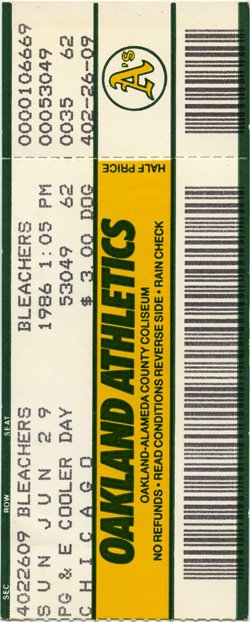 SEC ROW SEAT
4022609 BLEACHERS BLEACHERS 0000106669
SUN JUN 29 1986 1:05 PM 00053049
PG & E COOLER DAY 53049 62 0035 62
CHICAGO $ 3.00 DOG 402-26-09
HALF PRICE
OAKLAND ATHLETICS
OAKLAND-ALAMEDA COUNTY COLISEUM
NO REFUNDS • READ CONDITIONS REVERSE SIDE • RAIN CHECK
A's